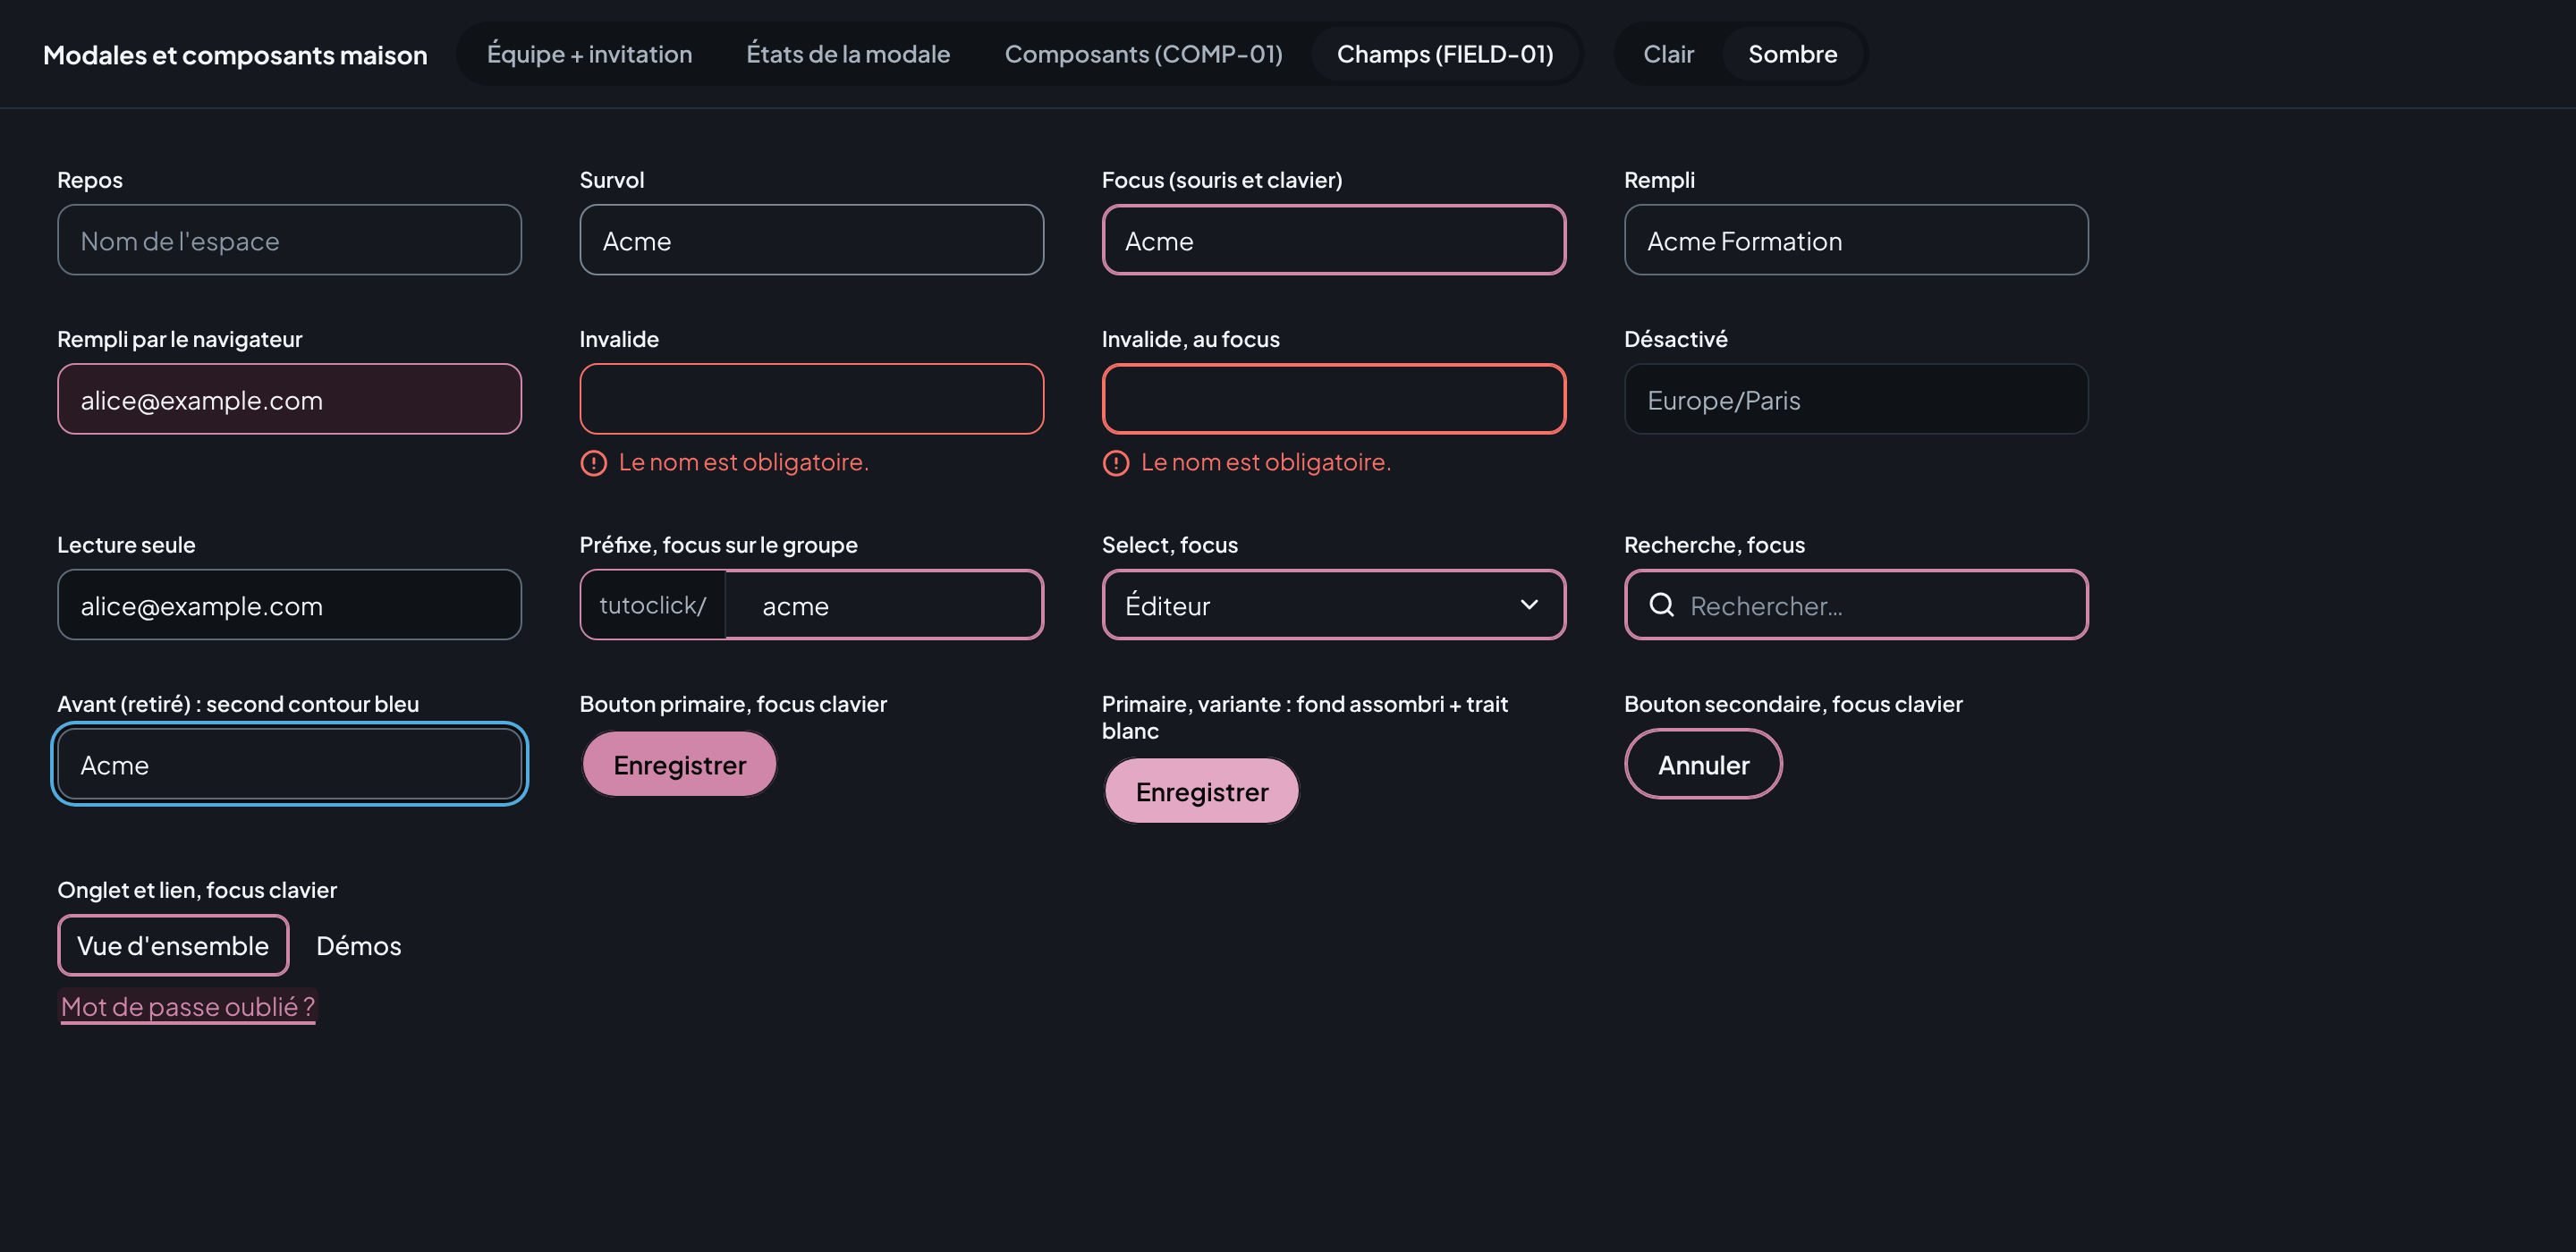 Modales et composants maison
Équipe + invitation
États de la modale
Composants (COMP-01)
Champs (FIELD-01)
Clair
Sombre
Repos
Nom de l'espace
Survol
Acme
Focus (souris et clavier)
Acme
Rempli
Acme Formation
Rempli par le navigateur
alice@example.com
Invalide
Le nom est obligatoire.
Invalide, au focus
Le nom est obligatoire.
Désactivé
Europe/Paris
Lecture seule
alice@example.com
Préfixe, focus sur le groupe
tutoclick/
acme
Select, focus
Éditeur
Recherche, focus
Rechercher…
Avant (retiré) : second contour bleu
Acme
Bouton primaire, focus clavier
Enregistrer
Primaire, variante : fond assombri + trait
blanc
Enregistrer
Bouton secondaire, focus clavier
Annuler
Onglet et lien, focus clavier
Vue d'ensemble
Démos
Mot de passe oublié ?